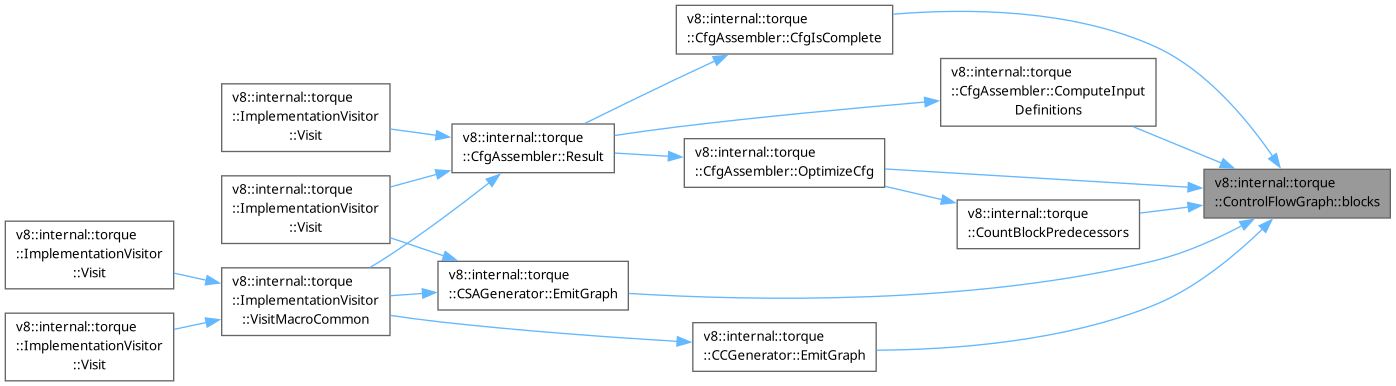 v8::internal::torque
::CfgAssembler::CfgIsComplete
v8::internal::torque
::CfgAssembler::ComputeInput
Definitions
v8::internal::torque
::ImplementationVisitor
::Visit
v8::internal::torque
::CfgAssembler::Result
v8::internal::torque
::CfgAssembler::OptimizeCfg
v8::internal::torque
::ControlFlowGraph::blocks
v8::internal::torque
::ImplementationVisitor
::Visit
v8::internal::torque
::CountBlockPredecessors
v8::internal::torque
::ImplementationVisitor
::Visit
v8::internal::torque
::ImplementationVisitor
::VisitMacroCommon
v8::internal::torque
::CSAGenerator::EmitGraph
v8::internal::torque
::ImplementationVisitor
::Visit
v8::internal::torque
::CCGenerator::EmitGraph